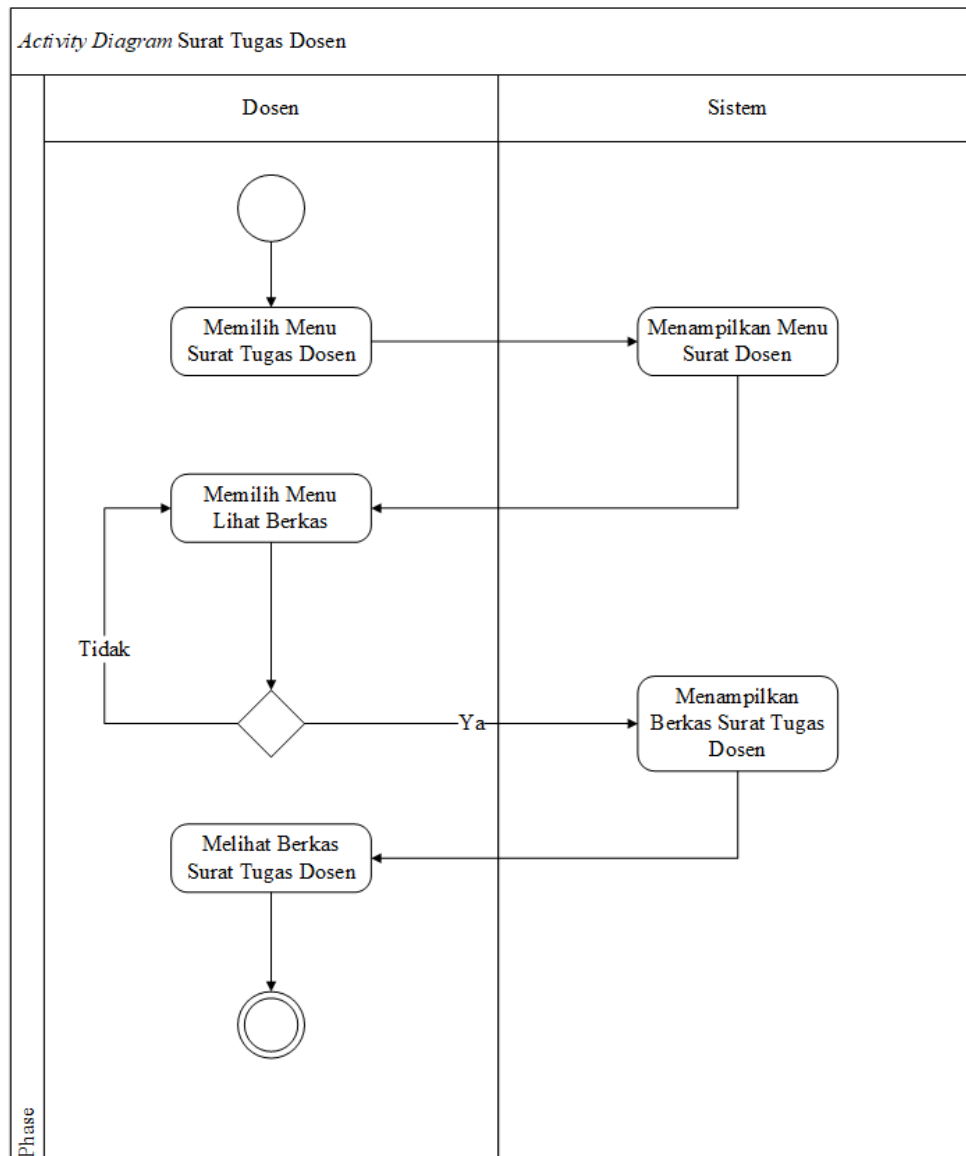 Activity Diagram Surat Tugas Dosen
Dosen
Sistem
Memilih Menu
Surat Tugas Dosen
Menampilkan Menu
Surat Dosen
Memilih Menu
Lihat Berkas
Tidak
Ya
Menampilkan
Berkas Surat Tugas
Dosen
Melihat Berkas
Surat Tugas Dosen
Phase